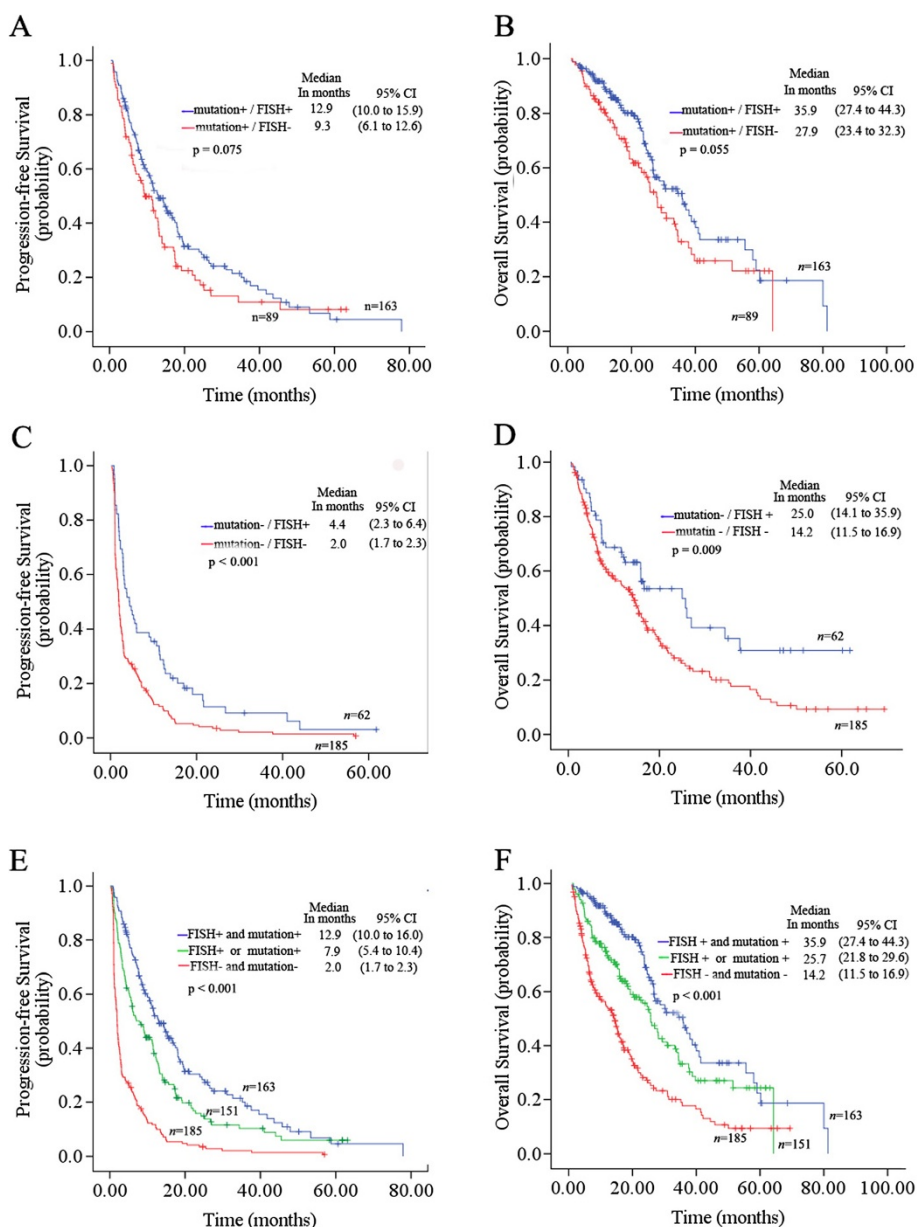 A
Progression-free Survival
(probability)
1.0
0.8
0.6
0.4
0.2
0.0
Median
In months
95% CI
mutation+ / FISH+ 12.9 (10.0 to 15.9)
mutation+ / FISH- 9.3 (6.1 to 12.6)
p = 0.075
n=163
n=89
0.00 20.00 40.00 60.00 80.00
Time (months)
B
Overall Survival (probability)
1.0
0.8
0.6
0.4
0.2
0.0
Median
In months
95% CI
mutation+ / FISH+ 35.9 (27.4 to 44.3)
mutation+ / FISH- 27.9 (23.4 to 32.3)
p = 0.055
n=163
n=89
0.00 20.00 40.00 60.00 80.00 100.00
Time (months)
C
Progression-free Survival
(probability)
1.0
0.8
0.6
0.4
0.2
0.0
Median
In months
95% CI
mutation- / FISH+ 4.4 (2.3 to 6.4)
mutation- / FISH- 2.0 (1.7 to 2.3)
p < 0.001
n=62
n=185
0.00 20.00 40.00 60.00
Time (months)
D
Overall Survival (probability)
1.0
0.8
0.6
0.4
0.2
0.0
Median
In months
95% CI
mutation- / FISH + 25.0 (14.1 to 35.9)
mutatin - / FISH - 14.2 (11.5 to 16.9)
p = 0.009
n=62
n=185
0.0 20.0 40.0 60.0
Time (months)
E
Progression-free Survival
(probability)
1.0
0.8
0.6
0.4
0.2
0.0
Median
In months
95% CI
FISH+ and mutation+ 12.9 (10.0 to 16.0)
FISH+ or mutation+ 7.9 (5.4 to 10.4)
FISH- and mutation- 2.0 (1.7 to 2.3)
p < 0.001
n=163
n=151
n=185
0.00 20.00 40.00 60.00 80.00
Time (months)
F
Overall Survival (probability)
1.0
0.8
0.6
0.4
0.2
0.0
Median
In months
95% CI
FISH + and mutation + 35.9 (27.4 to 44.3)
FISH + or mutation + 25.7 (21.8 to 29.6)
FISH - and mutation - 14.2 (11.5 to 16.9)
p < 0.001
n=163
n=185
n=151
0.00 20.00 40.00 60.00 80.00 100.00
Time (months)